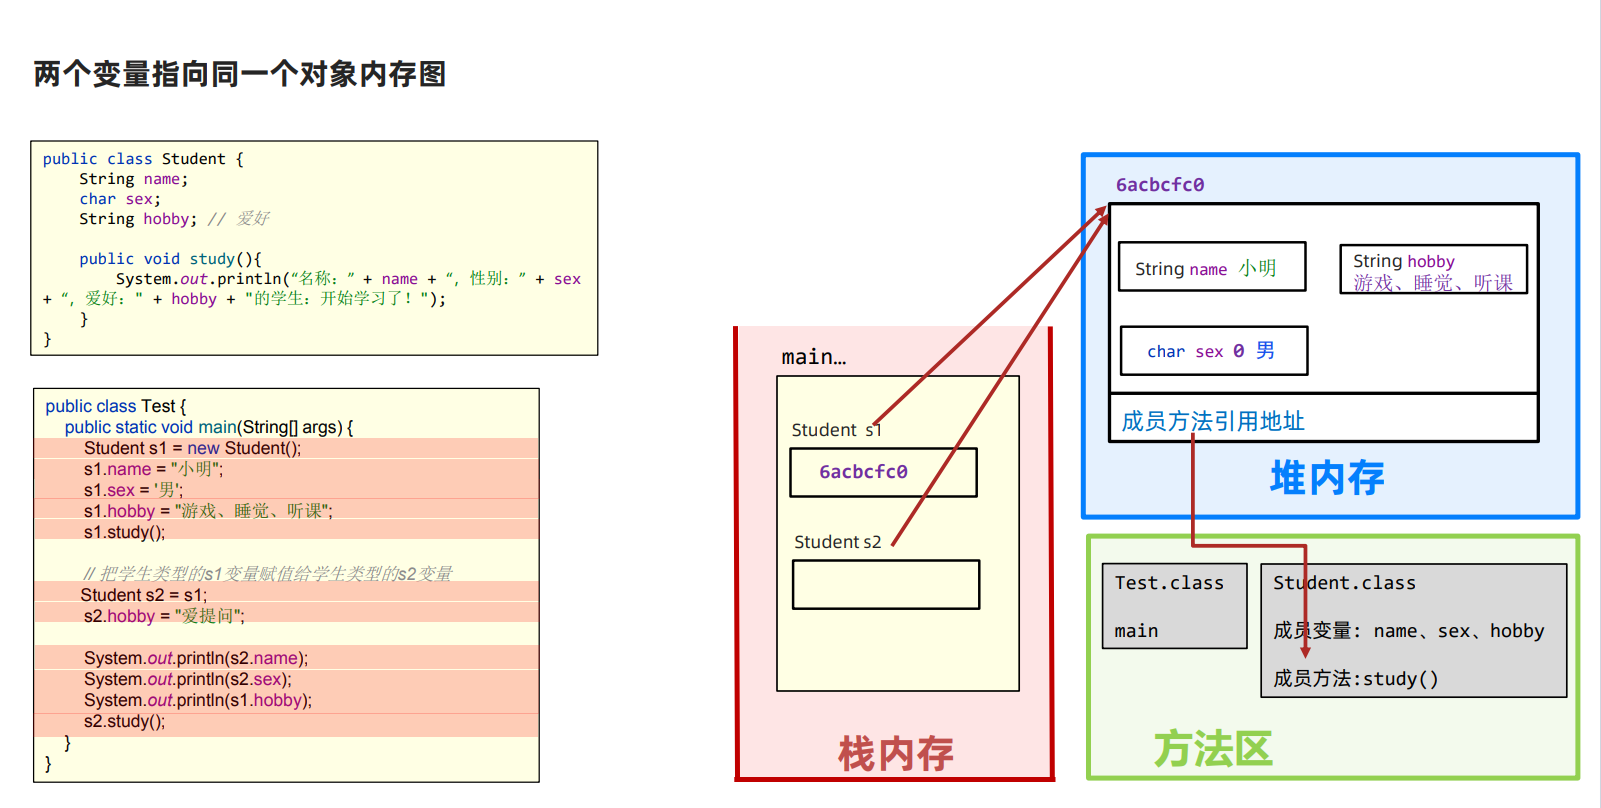 两个变量指向同一个对象内存图
public class Student {
String name;
char sex;
String hobby; // 爱好
public void study(){
System.out.println(“名称：” + name + “, 性别：” + sex
+ “, 爱好：" + hobby + "的学生：开始学习了！");
}
}
public class Test {
public static void main(String[] args) {
Student s1 = new Student();
s1.name = "小明";
s1.sex = '男';
s1.hobby = "游戏、睡觉、听课";
s1.study();
// 把学生类型的s1变量赋值给学生类型的s2变量
Student s2 = s1;
s2.hobby = "爱提问";
System.out.println(s2.name);
System.out.println(s2.sex);
System.out.println(s1.hobby);
s2.study();
}
}
main…
Student s1
6acbcfc0
Student s2
栈内存
6acbcfc0
String name 小明
String hobby
游戏、睡觉、听课
char sex 0 男
成员方法引用地址
堆内存
Test.class
main
Student.class
成员变量: name、sex、hobby
成员方法:study()
方法区